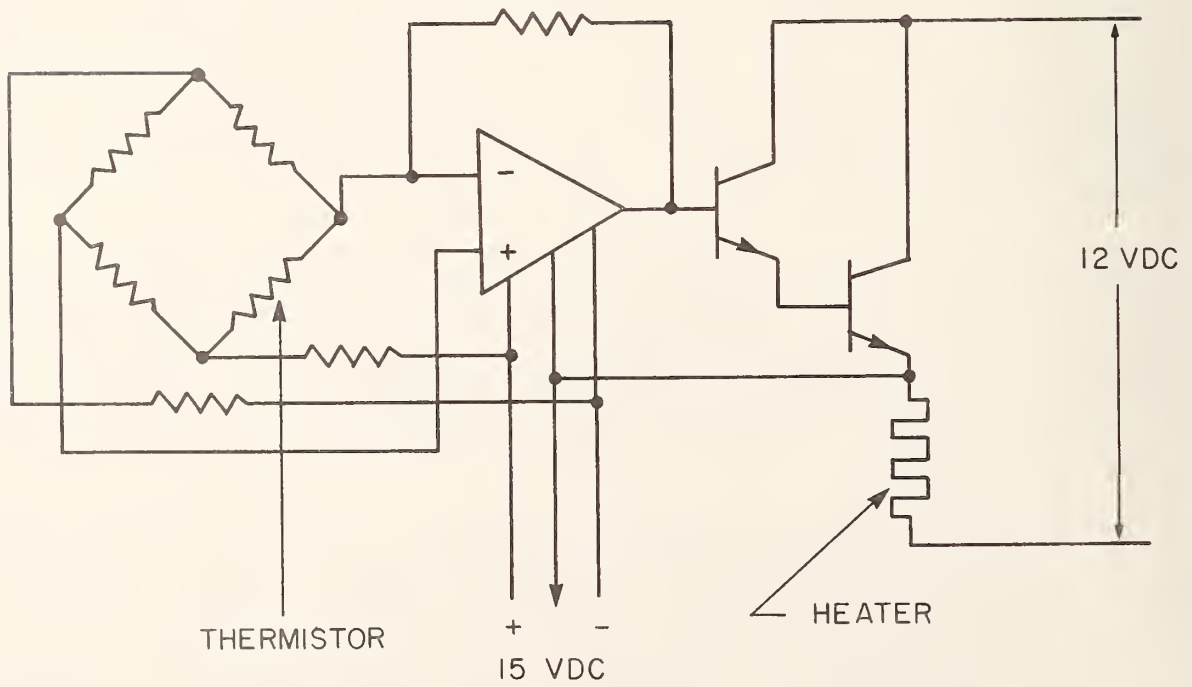 -
+
12 VDC
THERMISTOR
HEATER
+ -
15 VDC